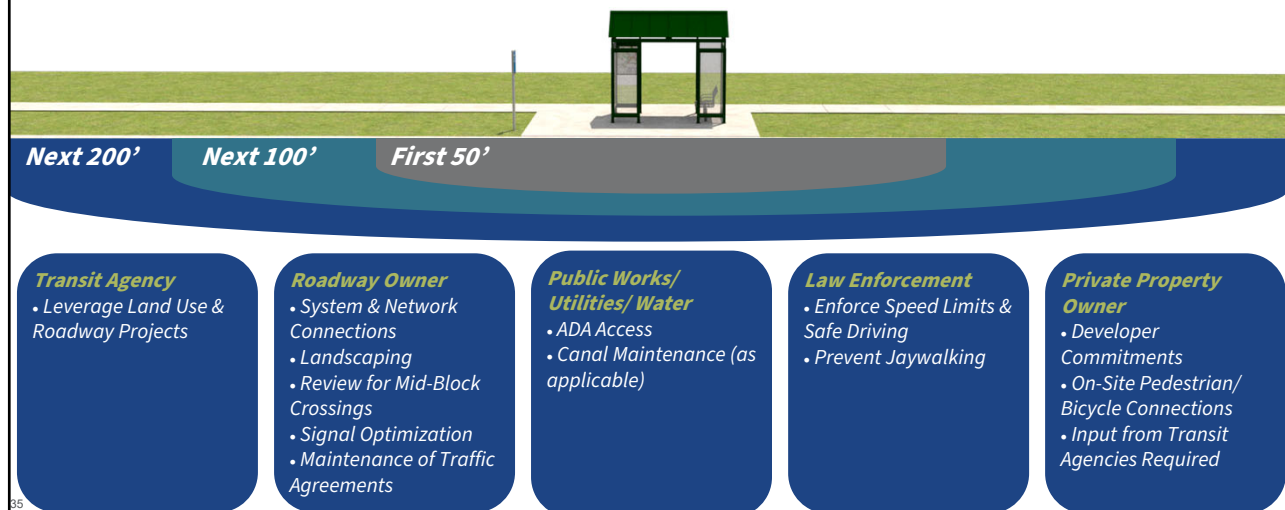 Next 200’
Next 100’
First 50’
Transit Agency
• Leverage Land Use &
Roadway Projects
Roadway Owner
• System & Network
Connections
• Landscaping
• Review for Mid-Block
Crossings
• Signal Optimization
• Maintenance of Traffic
Agreements
Public Works/
Utilities/ Water
• ADA Access
• Canal Maintenance (as
applicable)
Law Enforcement
• Enforce Speed Limits &
Safe Driving
• Prevent Jaywalking
Private Property
Owner
• Developer
Commitments
• On-Site Pedestrian/
Bicycle Connections
• Input from Transit
Agencies Required
35